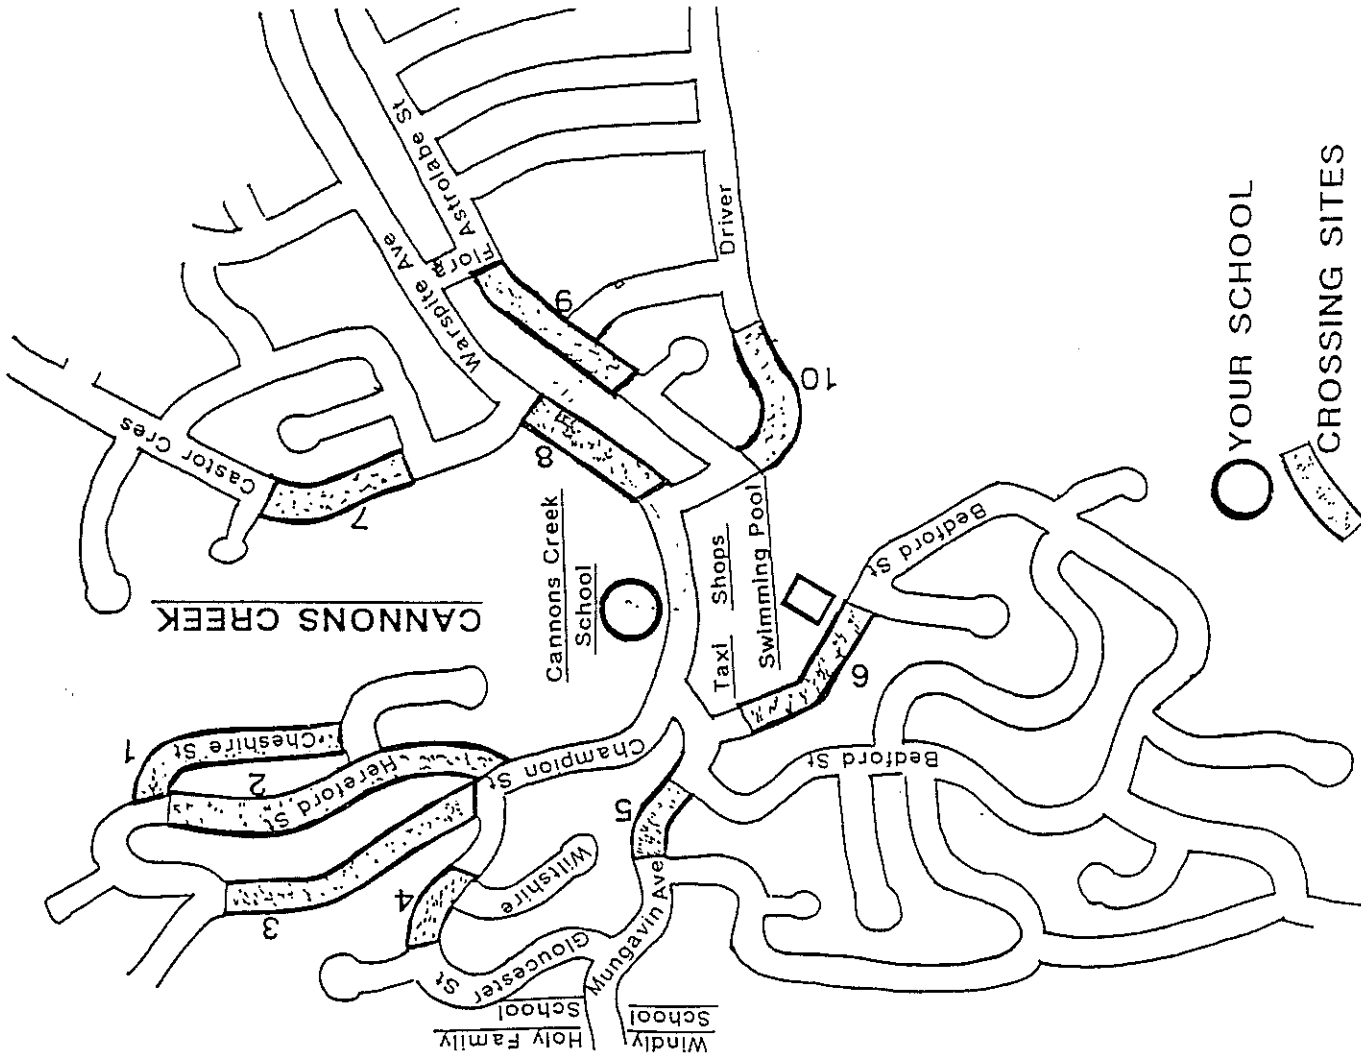 CANNONS CREEK
Castor Cres
7
Warspite Ave
Astrolabe St
Driver
8
9
10
Cannons Creek
School
Taxi Shops
Swimming Pool
1
Cheshire St
2
Hereford St
3
4
Champion St
Wiltshire
Gloucester St
5
Mungavin Ave
Holy Family
School
Windly
School
6
Bedford St
Bedford St
YOUR SCHOOL
CROSSING SITES